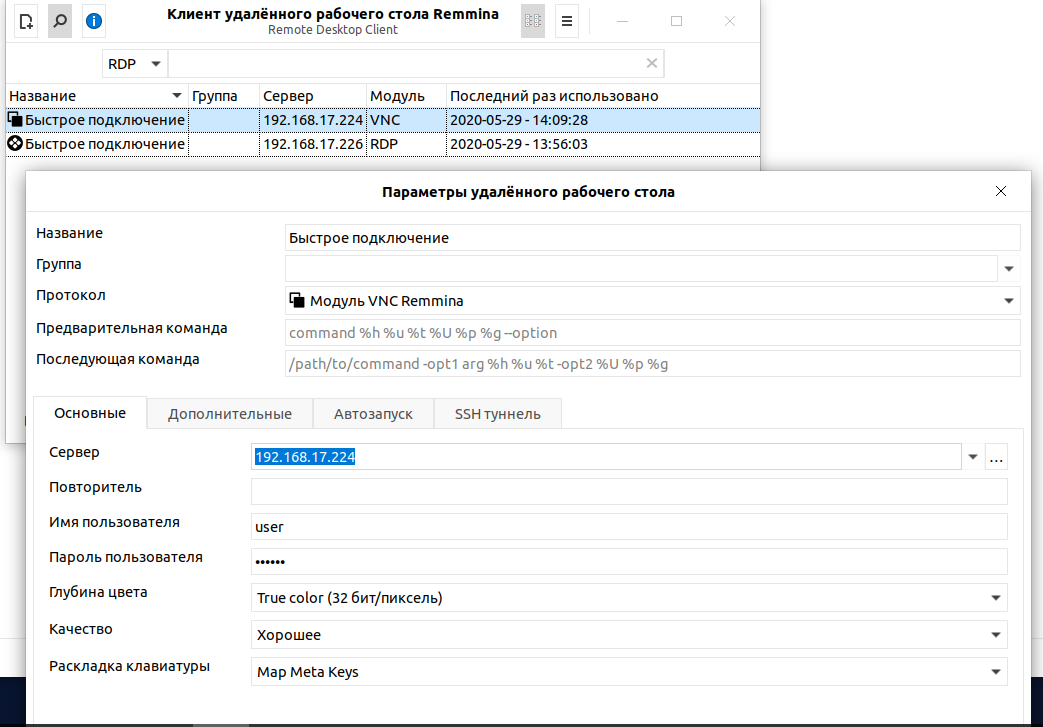 Клиент удалённого рабочего стола Remmina
Remote Desktop Client
RDP
Название Группа Сервер Модуль Последний раз использовано
Быстрое подключение 192.168.17.224 VNC 2020-05-29 - 14:09:28
Быстрое подключение 192.168.17.226 RDP 2020-05-29 - 13:56:03
Параметры удалённого рабочего стола
Название Быстрое подключение
Группа
Протокол Модуль VNC Remmina
Предварительная команда command %h %u %t %U %p %g --option
Последующая команда /path/to/command -opt1 arg %h %u %t -opt2 %U %p %g
Основные Дополнительные Автозапуск SSH туннель
Сервер 192.168.17.224 ...
Повторитель
Имя пользователя user
Пароль пользователя ••••••
Глубина цвета True color (32 бит/пиксель)
Качество Хорошее
Раскладка клавиатуры Map Meta Keys